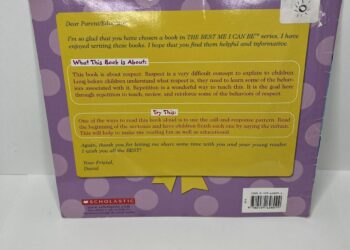 Dear Parent/Educator,
I'm so glad that you have chosen a book in THE BEST ME I CAN BE™ series. I have
enjoyed writing these books. I hope that you find them helpful and informative.
What This Book Is About:
This book is about respect. Respect is a very difficult concept to explain to children.
Long before children understand what respect is, they need to learn some of the behav-
iors associated with it. Repetition is a wonderful way to teach this. It is the goal here
through repetition to teach, review, and reinforce some of the behaviors of respect.
Try This:
One of the ways to read this book aloud is to use the call and response pattern. Read
the beginning of the sentence and have children finish each one by saying the refrain.
This will help to make the reading fun as well as educational.
Again, thank you for letting me share some time with you and your young reader.
I wish you all the BEST!
Your Friend,
David
SCHOLASTIC